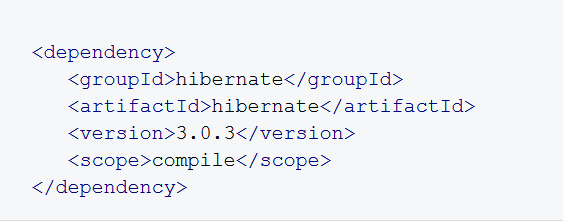 <dependency>
<groupId>hibernate</groupId>
<artifactId>hibernate</artifactId>
<version>3.0.3</version>
<scope>compile</scope>
</dependency>